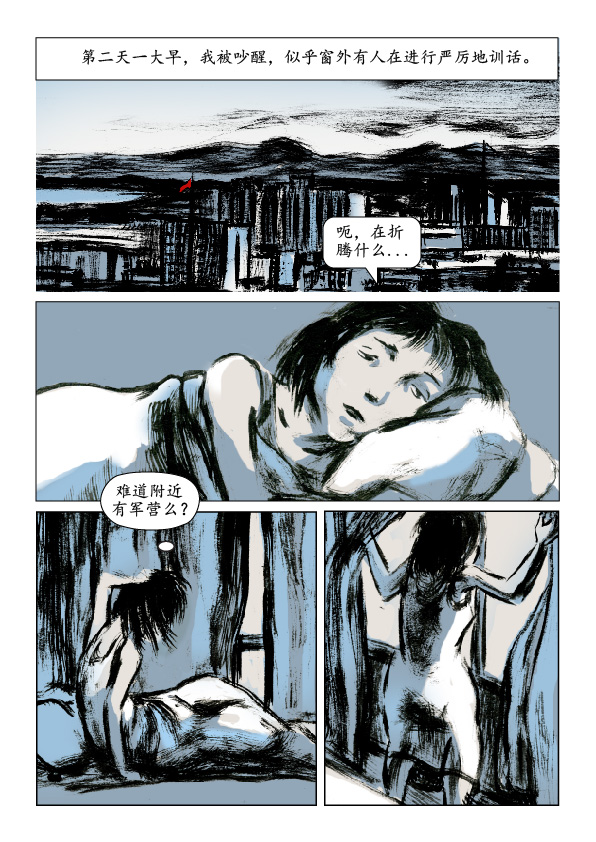 第二天一大早，我被吵醒，似乎窗外有人在进行严厉地训话。
呃，在折
腾什么...
难道附近
有军营么？